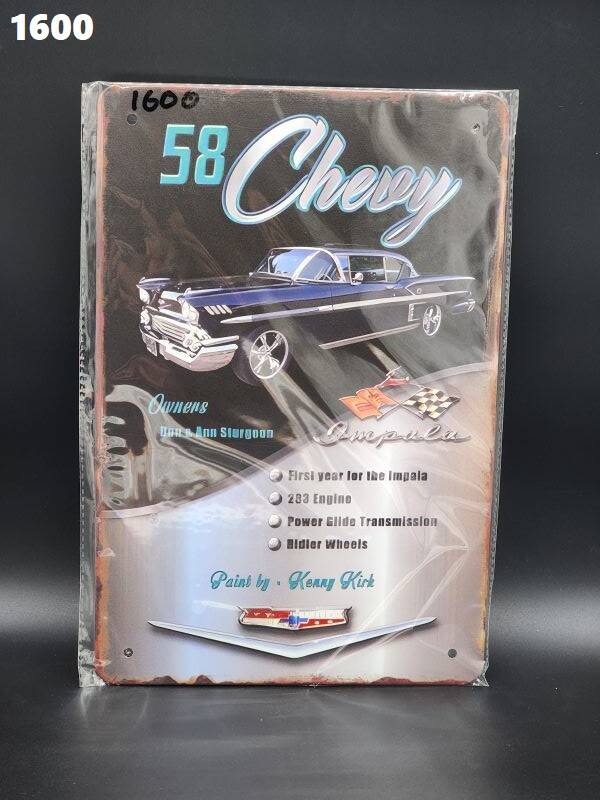 1600
1600
58 Chevy
Owners
Don & Ann Sturgeon
Impala
First year for the Impala
283 Engine
Power Glide Transmission
Ridler Wheels
Paint by - Kenny Kirk